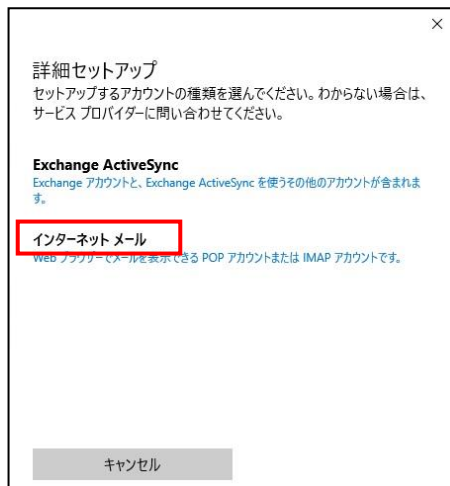 詳細セットアップ
セットアップするアカウントの種類を選んでください。わからない場合は、
サービス プロバイダーに問い合わせてください。
Exchange ActiveSync
Exchange アカウントと、Exchange ActiveSync を使うその他のアカウントが含まれま
す。
インターネット メール
Web ブラウザーでメールを表示できる POP アカウントまたは IMAP アカウントです。
キャンセル